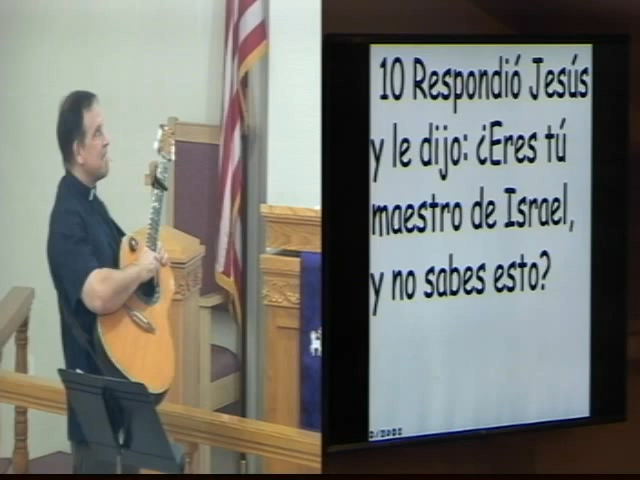 10 Respondió Jesús
y le dijo: ¿Eres tú
maestro de Israel,
y no sabes esto?